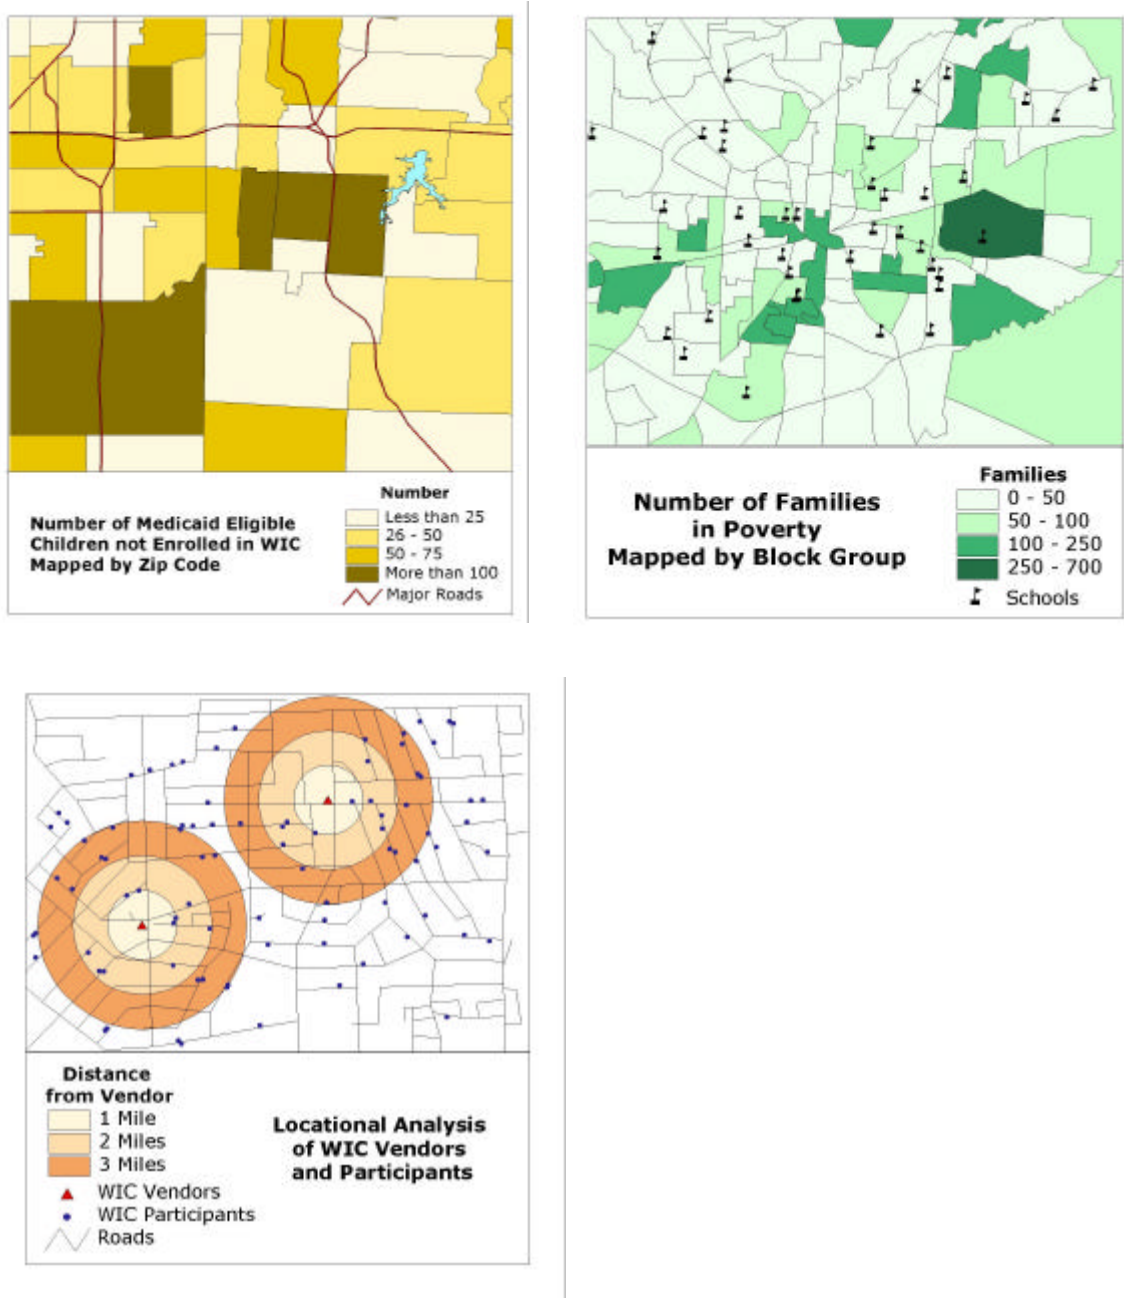 Number of Medicaid Eligible
Children not Enrolled in WIC
Mapped by Zip Code
Number
Less than 25
26 - 50
50 - 75
More than 100
Major Roads
Number of Families
in Poverty
Mapped by Block Group
Families
0 - 50
50 - 100
100 - 250
250 - 700
Schools
Distance
from Vendor
1 Mile
2 Miles
3 Miles
WIC Vendors
WIC Participants
Roads
Locational Analysis
of WIC Vendors
and Participants